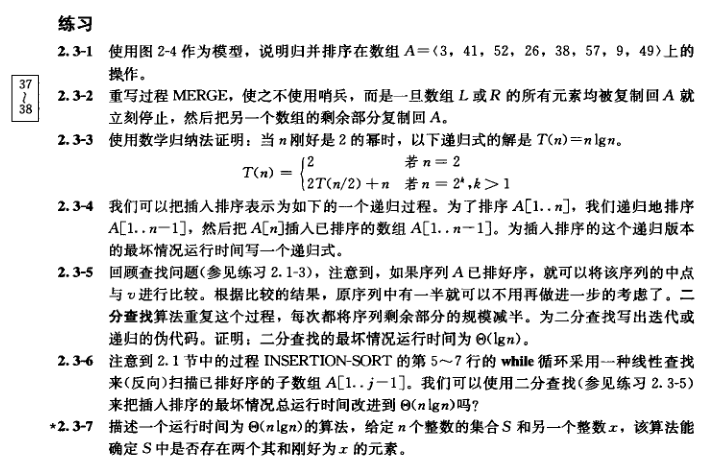 练习
2.3-1 使用图 2-4 作为模型，说明归并排序在数组 A=⟨3，41，52，26，38，57，9，49⟩上的
操作。
37
~
38
2.3-2 重写过程 MERGE，使之不使用哨兵，而是一旦数组 L 或 R 的所有元素均被复制回 A 就
立刻停止，然后把另一个数组的剩余部分复制回 A。
2.3-3 使用数学归纳法证明：当 n 刚好是 2 的幂时，以下递归式的解是 T(n)=n lgn。
T(n) = { 2 若 n = 2
2T(n/2) + n 若 n = 2^k, k > 1
2.3-4 我们可以把插入排序表示为如下的一个递归过程。为了排序 A[1..n]，我们递归地排序
A[1..n-1]，然后把 A[n]插入已排序的数组 A[1..n-1]。为插入排序的这个递归版本
的最坏情况运行时间写一个递归式。
2.3-5 回顾查找问题(参见练习 2.1-3)，注意到，如果序列 A 已排好序，就可以将该序列的中点
与 v 进行比较。根据比较的结果，原序列中有一半就可以不用再做进一步的考虑了。二
分查找算法重复这个过程，每次都将序列剩余部分的规模减半。为二分查找写出迭代或
递归的伪代码。证明：二分查找的最坏情况运行时间为 Θ(lgn)。
2.3-6 注意到 2.1 节中的过程 INSERTION-SORT 的第 5～7 行的 while 循环采用一种线性查找
来(反向)扫描已排好序的子数组 A[1..j-1]。我们可以使用二分查找(参见练习 2.3-5)
来把插入排序的最坏情况总运行时间改进到 Θ(n lgn)吗?
*2.3-7 描述一个运行时间为 Θ(n lgn)的算法，给定 n 个整数的集合 S 和另一个整数 x，该算法能
确定 S 中是否存在两个其和刚好为 x 的元素。